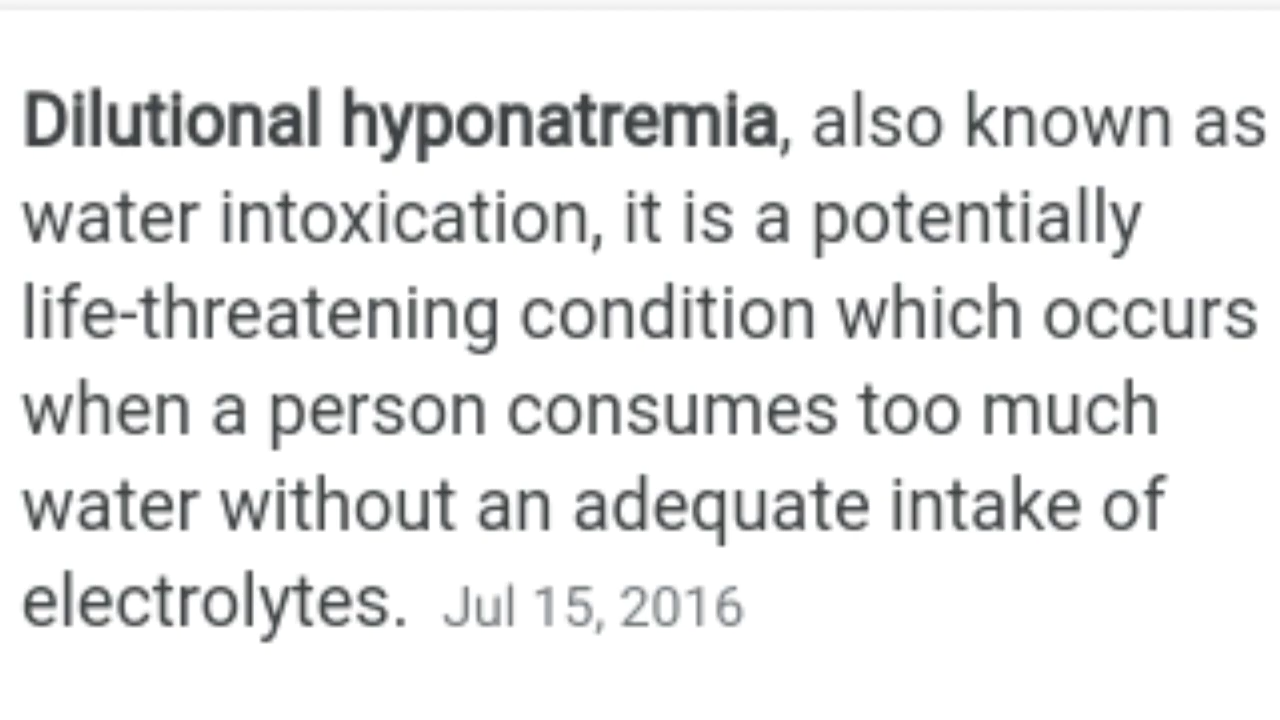 Dilutional hyponatremia, also known as
water intoxication, it is a potentially
life-threatening condition which occurs
when a person consumes too much
water without an adequate intake of
electrolytes. Jul 15, 2016